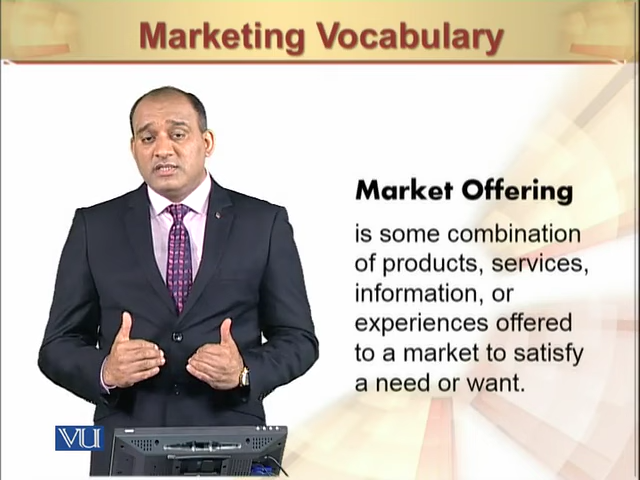 Marketing Vocabulary
Market Offering
is some combination
of products, services,
information, or
experiences offered
to a market to satisfy
a need or want.
VU